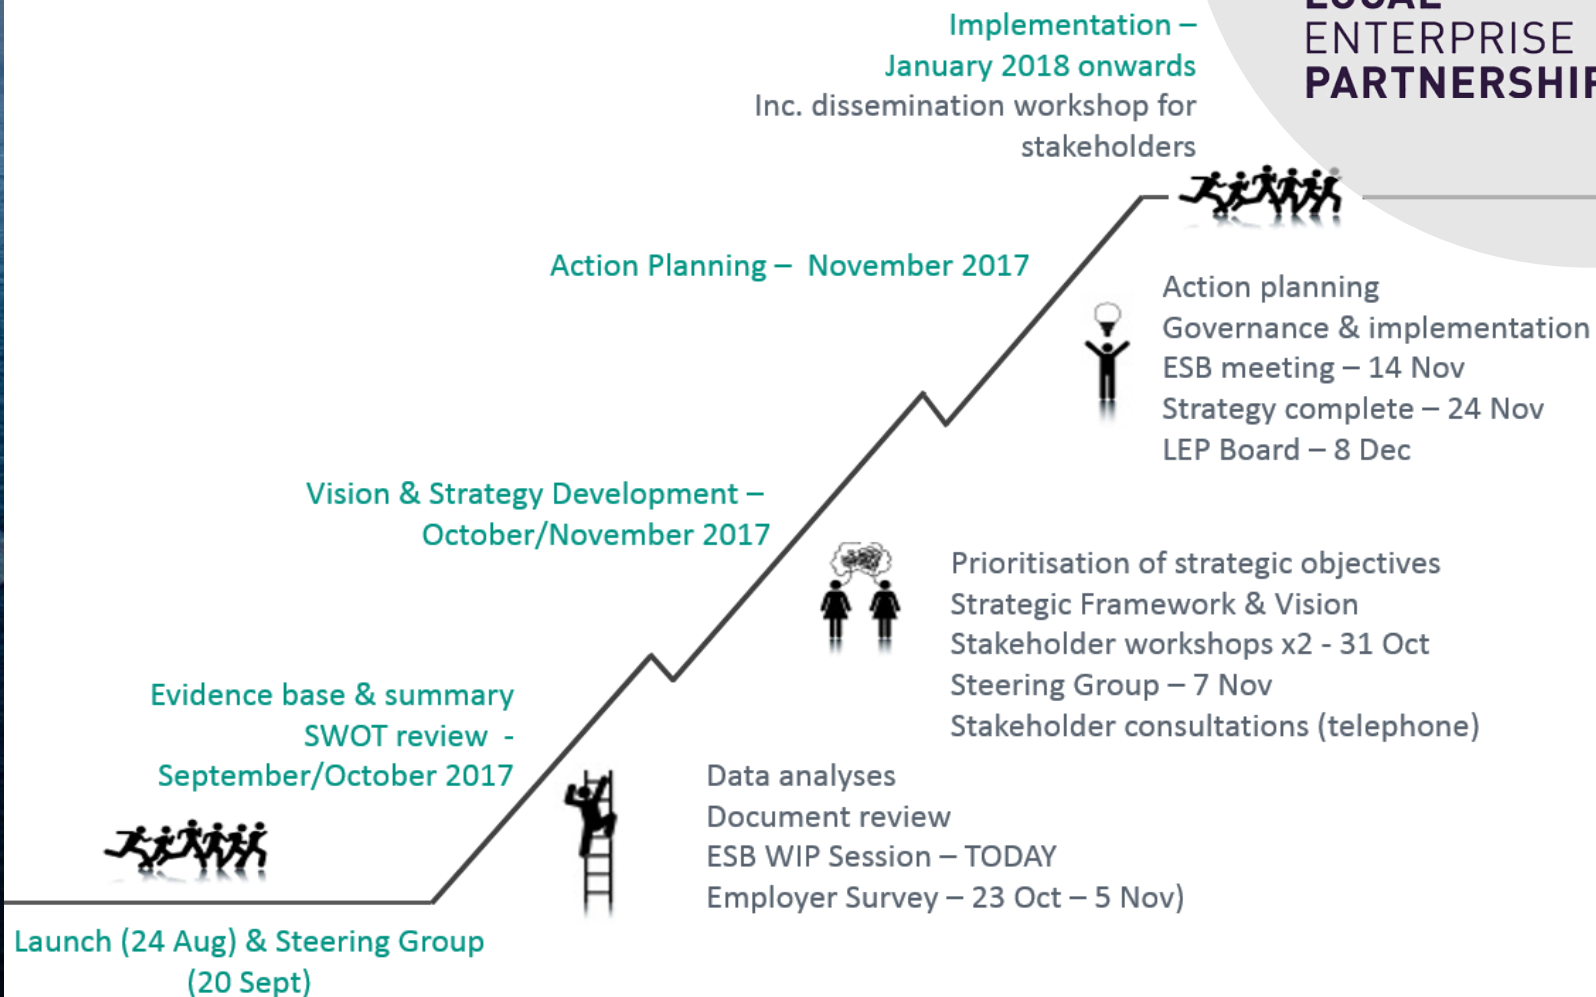 Implementation –
January 2018 onwards
Inc. dissemination workshop for
stakeholders
LOCAL
ENTERPRISE
PARTNERSHIP
Action Planning – November 2017
Action planning
Governance & implementation
ESB meeting – 14 Nov
Strategy complete – 24 Nov
LEP Board – 8 Dec
Vision & Strategy Development –
October/November 2017
Prioritisation of strategic objectives
Strategic Framework & Vision
Stakeholder workshops x2 - 31 Oct
Steering Group – 7 Nov
Stakeholder consultations (telephone)
Evidence base & summary
SWOT review -
September/October 2017
Data analyses
Document review
ESB WIP Session – TODAY
Employer Survey – 23 Oct – 5 Nov)
Launch (24 Aug) & Steering Group
(20 Sept)